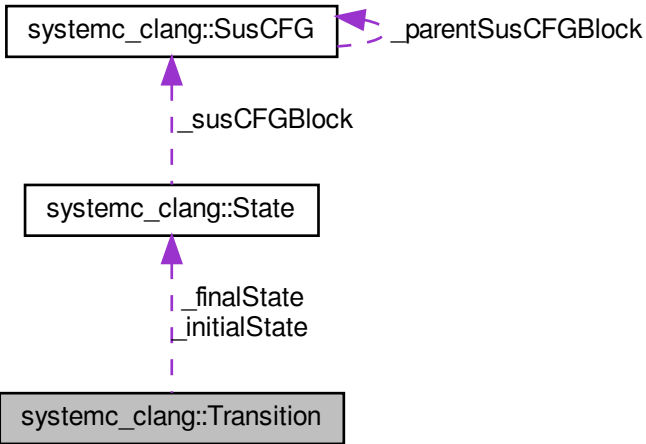 systemc_clang::SusCFG
_parentSusCFGBlock
_susCFGBlock
systemc_clang::State
_finalState
_initialState
systemc_clang::Transition